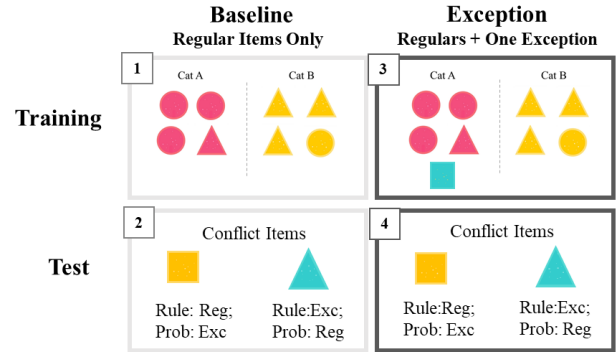 Baseline
Regular Items Only
Exception
Regulars + One Exception
Training
1
Cat A
Cat B
3
Cat A
Cat B
Test
2
Conflict Items
Rule: Reg;
Prob: Exc
Rule:Exc;
Prob: Reg
4
Conflict Items
Rule:Reg;
Prob: Exc
Rule:Exc;
Prob: Reg